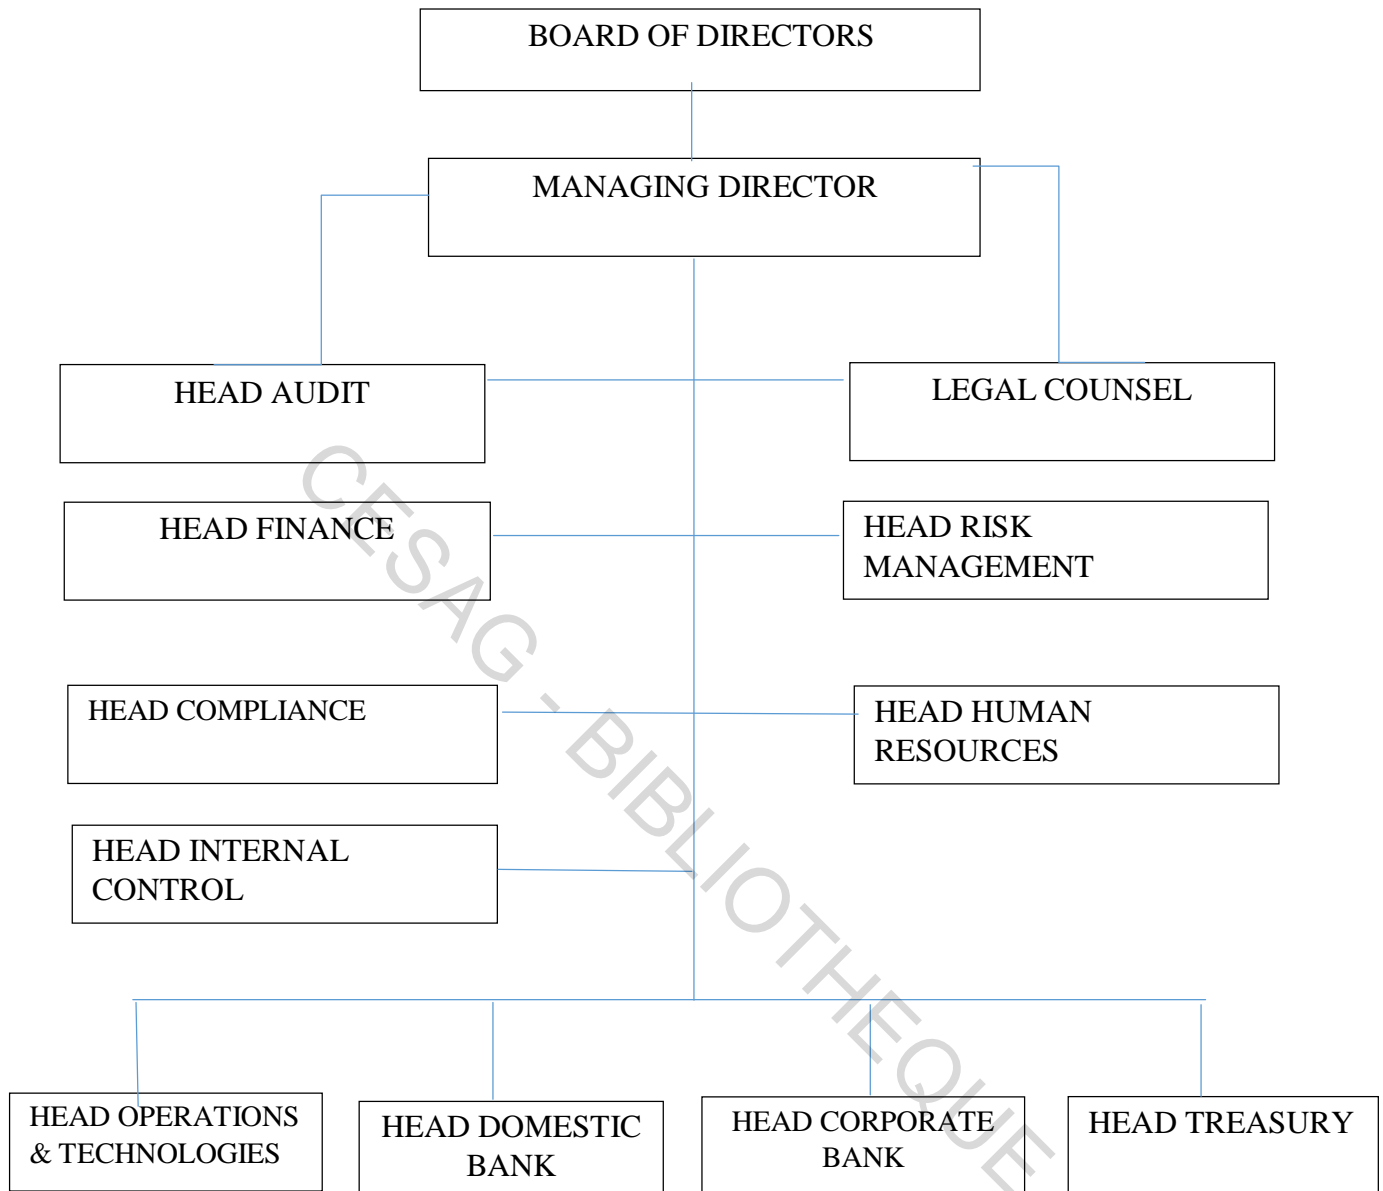 BOARD OF DIRECTORS
MANAGING DIRECTOR
HEAD AUDIT
LEGAL COUNSEL
HEAD FINANCE
HEAD RISK
MANAGEMENT
HEAD COMPLIANCE
HEAD HUMAN
RESOURCES
HEAD INTERNAL
CONTROL
HEAD OPERATIONS
& TECHNOLOGIES
HEAD DOMESTIC
BANK
HEAD CORPORATE
BANK
HEAD TREASURY
CESAG - BIBLIOTHEQUE